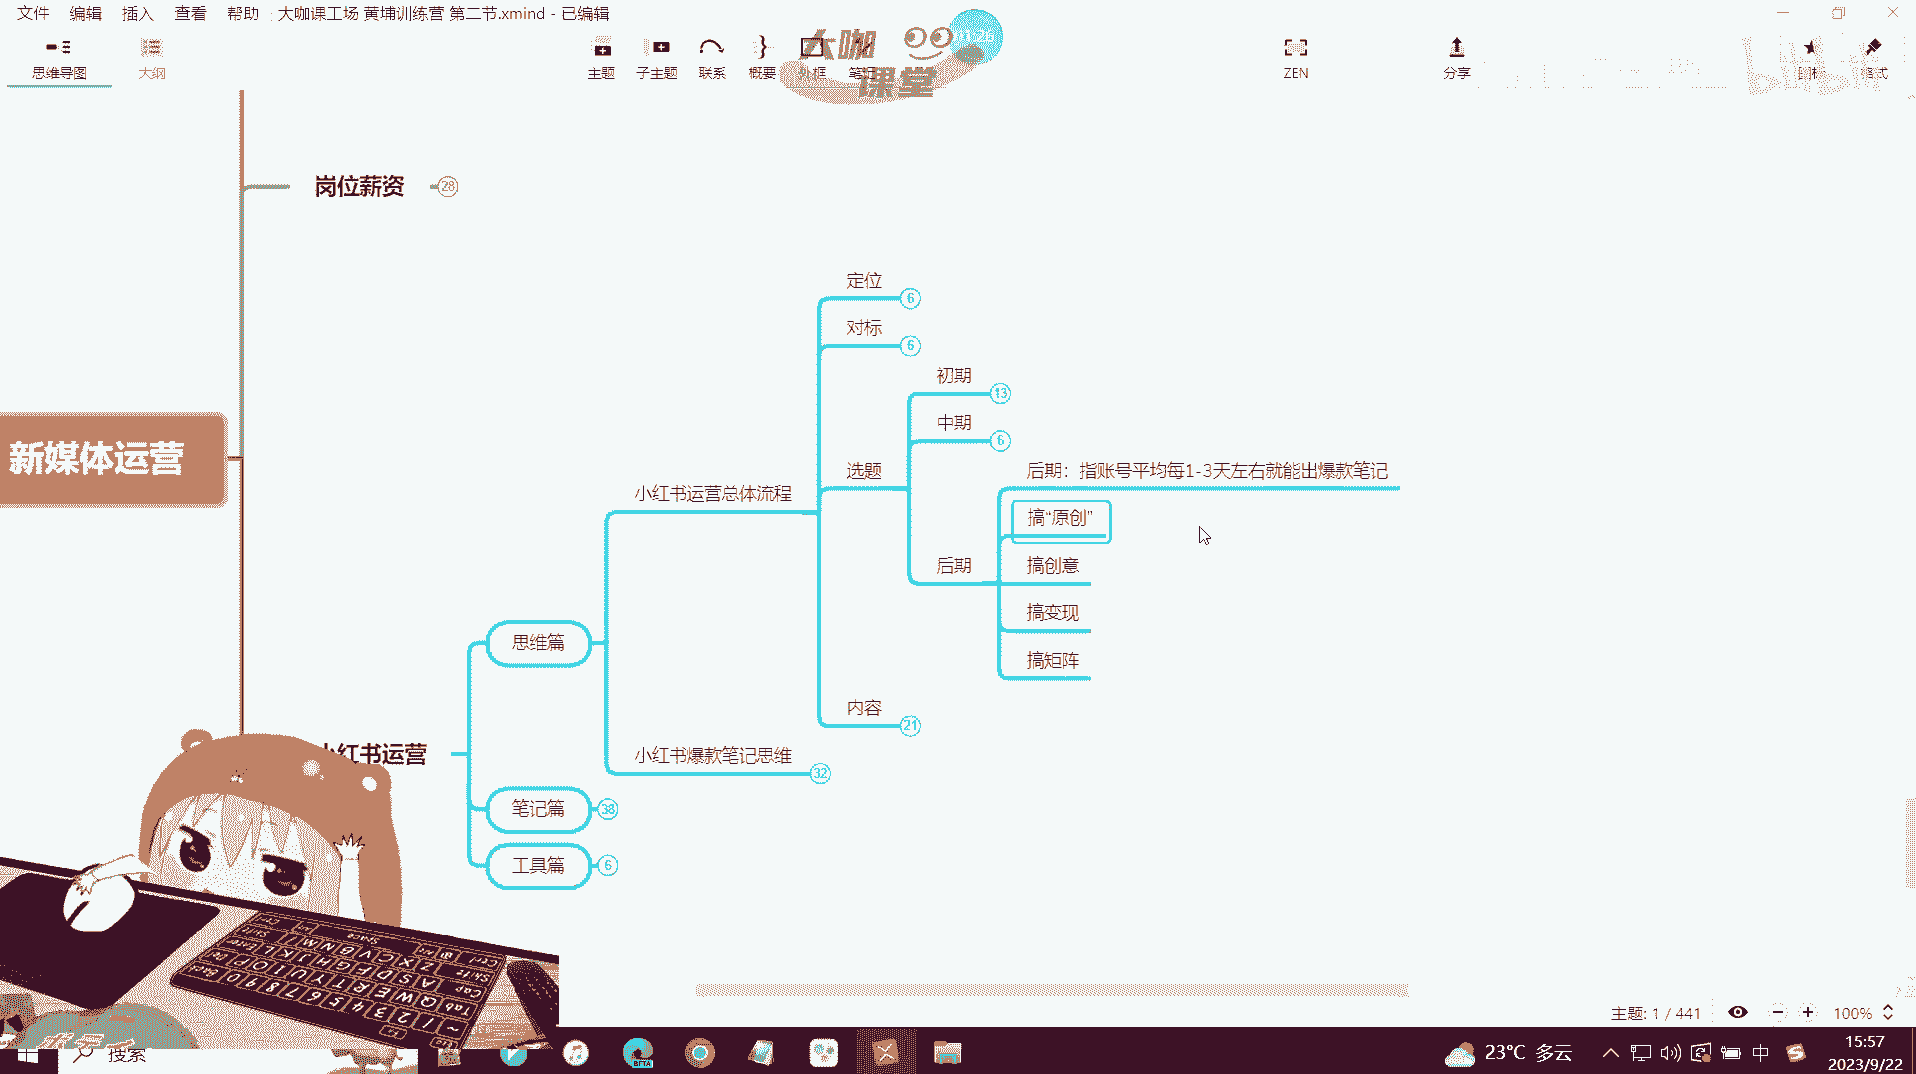 文件 编辑 插入 查看 帮助 大咖课工场 黄埔训练营 第二节.xmind - 已编辑
思维导图 大纲 主题 子主题 联系 概要 外框 笔记 ZEN 分享 图标 格式
大咖
课堂
bilibili
岗位薪资 28
定位 6
对标 6
初期 13
中期 6
新媒体运营
选题
后期：指账号平均每1-3天左右就能出爆款笔记
小红书运营总体流程
搞“原创”
后期
搞创意
搞变现
思维篇
搞矩阵
内容 21
小红书运营
小红书爆款笔记思维 32
笔记篇 38
工具篇 6
主题: 1 / 441 100%
搜索
BETA
23°C 多云
中
15:57
2023/9/22